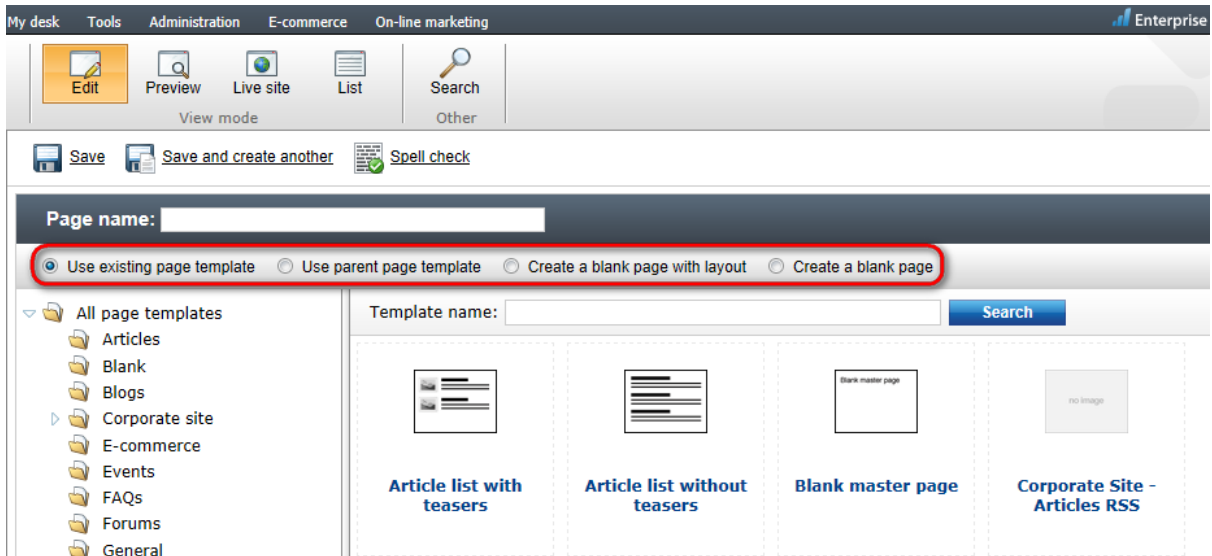 My desk Tools Administration E-commerce On-line marketing Enterprise
Edit Preview Live site List Search
View mode Other
Save Save and create another Spell check
Page name:
Use existing page template Use parent page template Create a blank page with layout Create a blank page
All page templates Template name: Search
Articles
Blank
Blogs
Corporate site
E-commerce
Events
FAQs
Forums
General
Blank master page no image
Article list with teasers
Article list without teasers
Blank master page
Corporate Site - Articles RSS